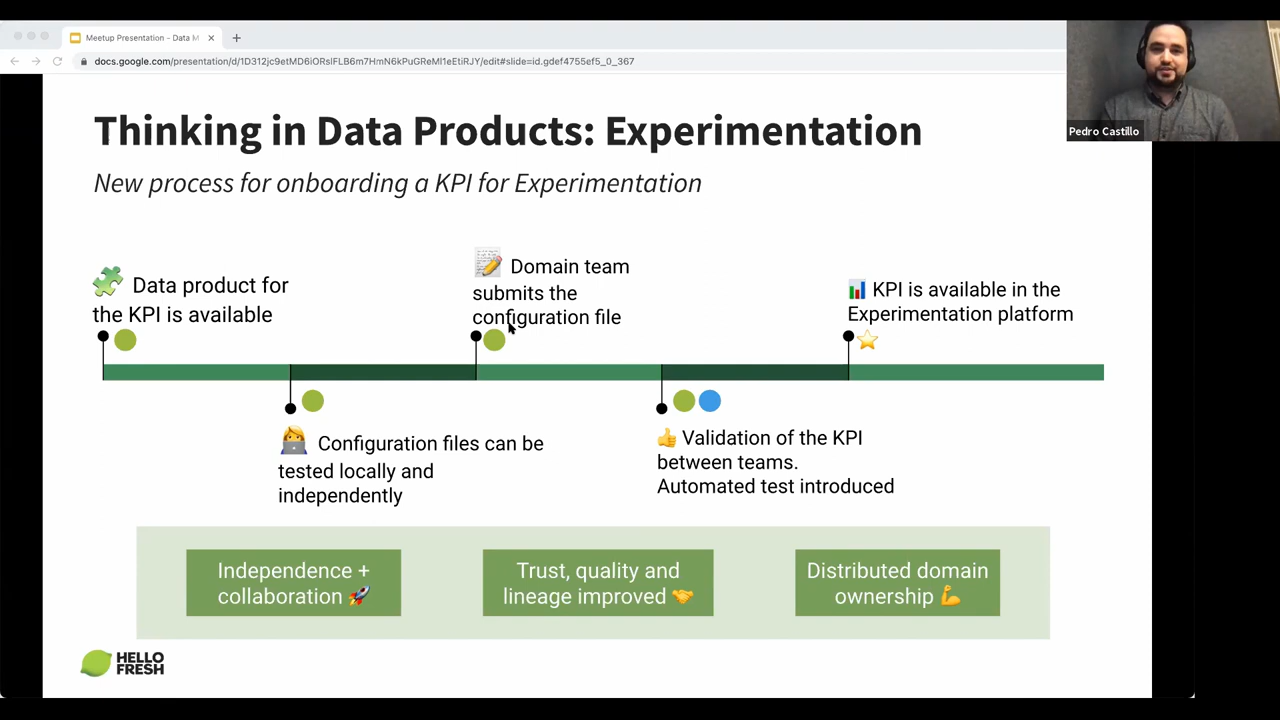 Meetup Presentation - Data M
docs.google.com/presentation/d/1D312jc9etMD6iORslFLB6m7HmN6kPuGReMl1eEtiRJY/edit#slide=id.gdef4755ef5_0_367
Pedro Castillo
Thinking in Data Products: Experimentation
New process for onboarding a KPI for Experimentation
Data product for
the KPI is available
Domain team
submits the
configuration file
KPI is available in the
Experimentation platform
Configuration files can be
tested locally and
independently
Validation of the KPI
between teams.
Automated test introduced
Independence +
collaboration
Trust, quality and
lineage improved
Distributed domain
ownership
HELLO
FRESH